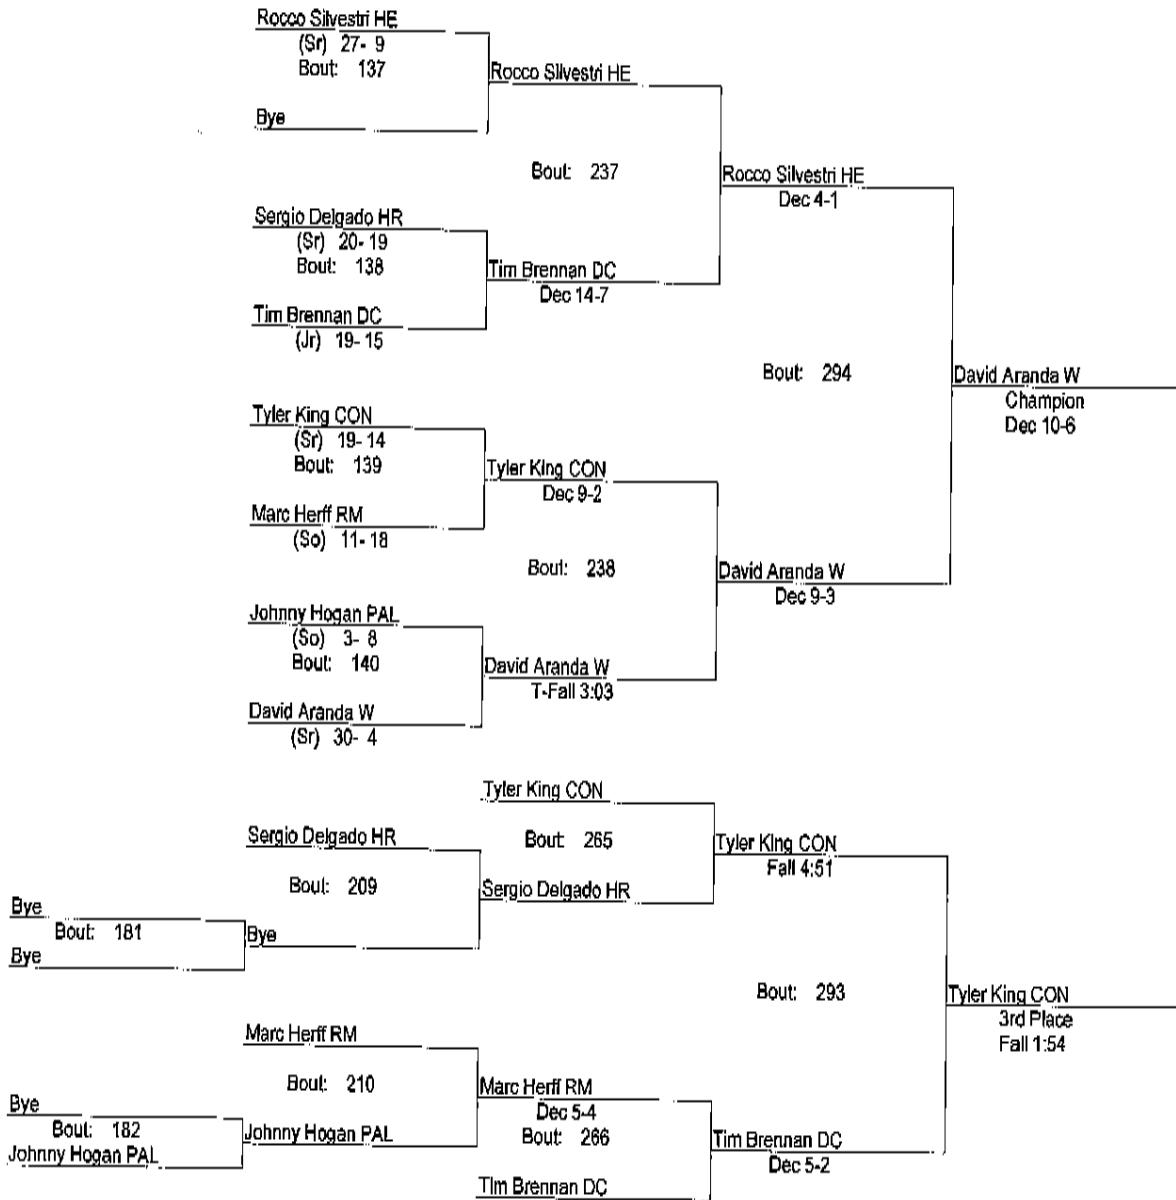 Rocco Silvestri HE
(Sr) 27- 9
Bout: 137
Rocco Silvestri HE
Bye
Bout: 237
Rocco Silvestri HE
Dec 4-1
Sergio Delgado HR
(Sr) 20- 19
Bout: 138
Tim Brennan DC
Dec 14-7
Tim Brennan DC
(Jr) 19- 15
Bout: 294
David Aranda W
Champion
Dec 10-6
Tyler King CON
(Sr) 19- 14
Bout: 139
Tyler King CON
Dec 9-2
Marc Herff RM
(So) 11- 18
Bout: 238
David Aranda W
Dec 9-3
Johnny Hogan PAL
(So) 3- 8
Bout: 140
David Aranda W
T-Fall 3:03
David Aranda W
(Sr) 30- 4
Tyler King CON
Bout: 265
Tyler King CON
Fall 4:51
Sergio Delgado HR
Bout: 209
Sergio Delgado HR
Bye
Bout: 181
Bye
Bye
Bout: 293
Tyler King CON
3rd Place
Fall 1:54
Marc Herff RM
Bout: 210
Marc Herff RM
Dec 5-4
Bout: 266
Bye
Bout: 182
Johnny Hogan PAL
Johnny Hogan PAL
Tim Brennan DC
Dec 5-2
Tim Brennan DC